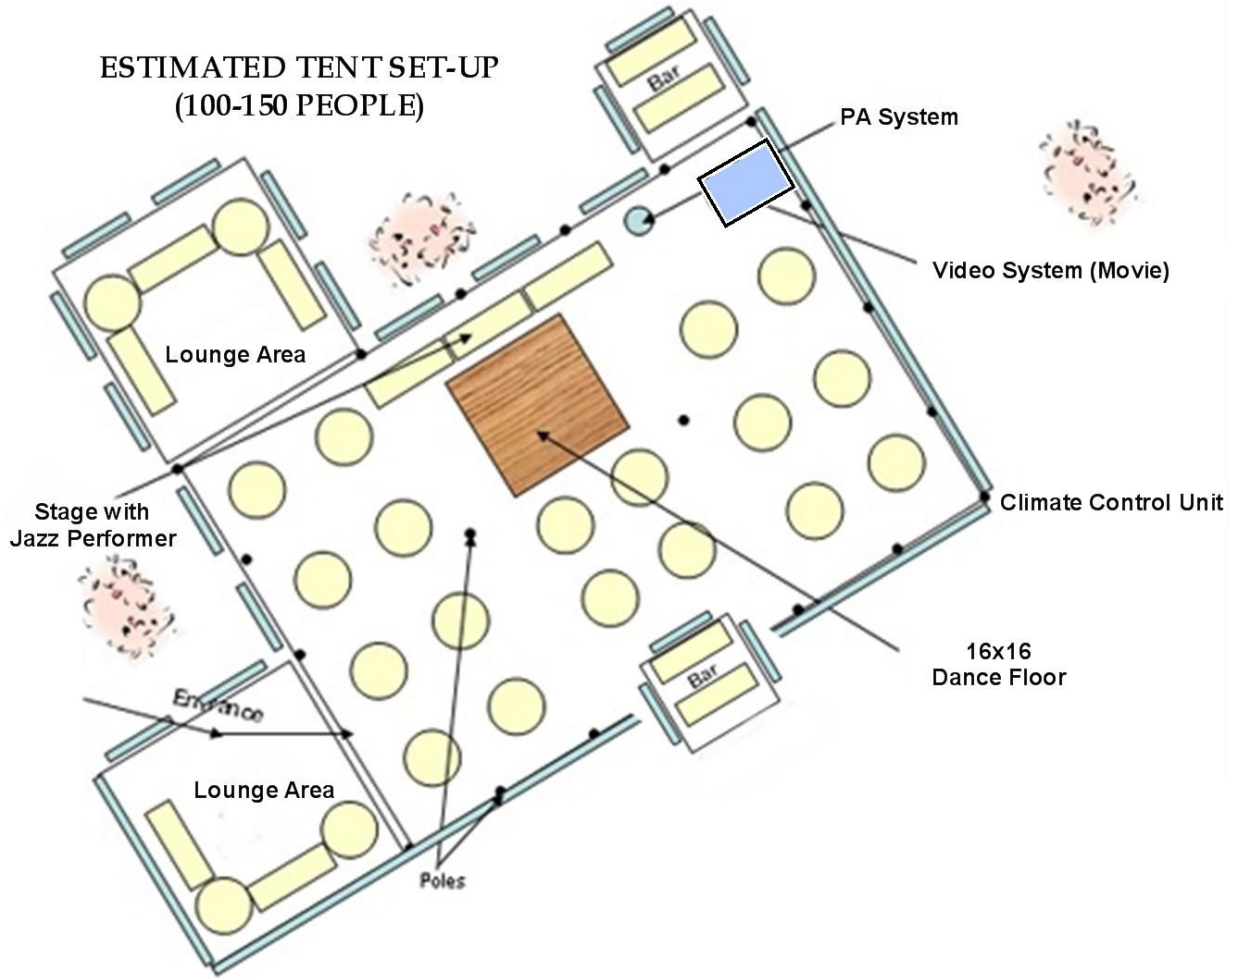 ESTIMATED TENT SET-UP
(100-150 PEOPLE)
Bar
PA System
Video System (Movie)
Lounge Area
Stage with
Jazz Performer
Climate Control Unit
16x16
Dance Floor
Bar
Entrance
Lounge Area
Poles